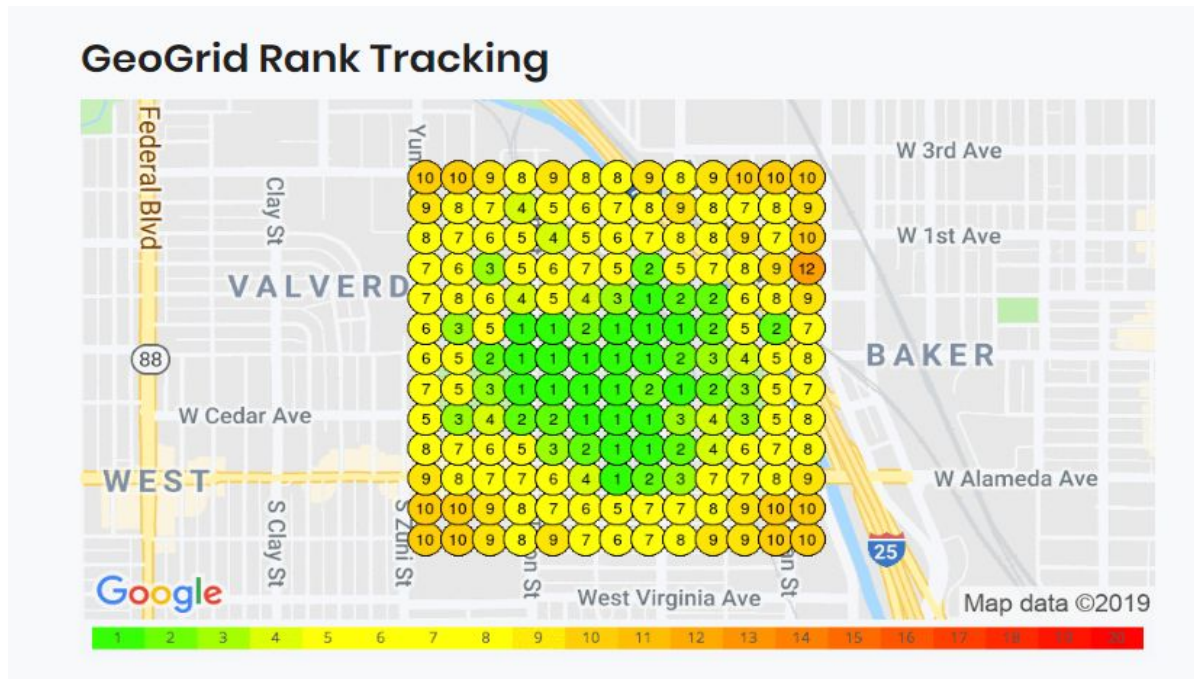 GeoGrid Rank Tracking
Federal Blvd
Clay St
W 3rd Ave
W 1st Ave
10 10 9 8 9 8 8 9 8 9 10 10 10
9 8 7 4 5 6 7 8 9 8 7 8 9
8 7 6 5 4 5 6 7 8 8 9 7 10
7 6 3 5 6 7 5 2 5 7 8 9 12
VALVERD
7 8 6 4 5 4 3 1 2 2 6 8 9
6 3 5 1 1 2 1 1 1 2 5 2 7
88
6 5 2 1 1 1 1 1 2 3 4 5 8
BAKER
7 5 3 1 1 1 1 2 1 2 3 5 7
W Cedar Ave
5 3 4 2 2 1 1 1 3 4 3 5 8
8 7 6 5 3 2 1 1 2 4 6 7 8
WEST
9 8 7 7 6 4 1 2 3 7 7 8 9
W Alameda Ave
S Clay St
S Zuni St
10 10 9 8 7 6 5 7 7 8 9 10 10
10 10 9 8 9 7 6 7 8 9 9 10 10
25
Google
West Virginia Ave
Map data ©2019
1 2 3 4 5 6 7 8 9 10 11 12 13 14 15 16 17 18 19 20